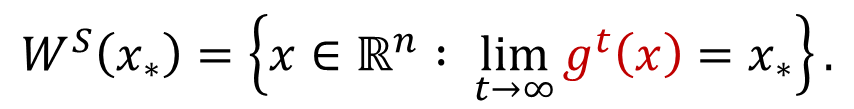 W^S(x_*) = {x ∈ ℝ^n : lim_{t→∞} g^t(x) = x_*}.